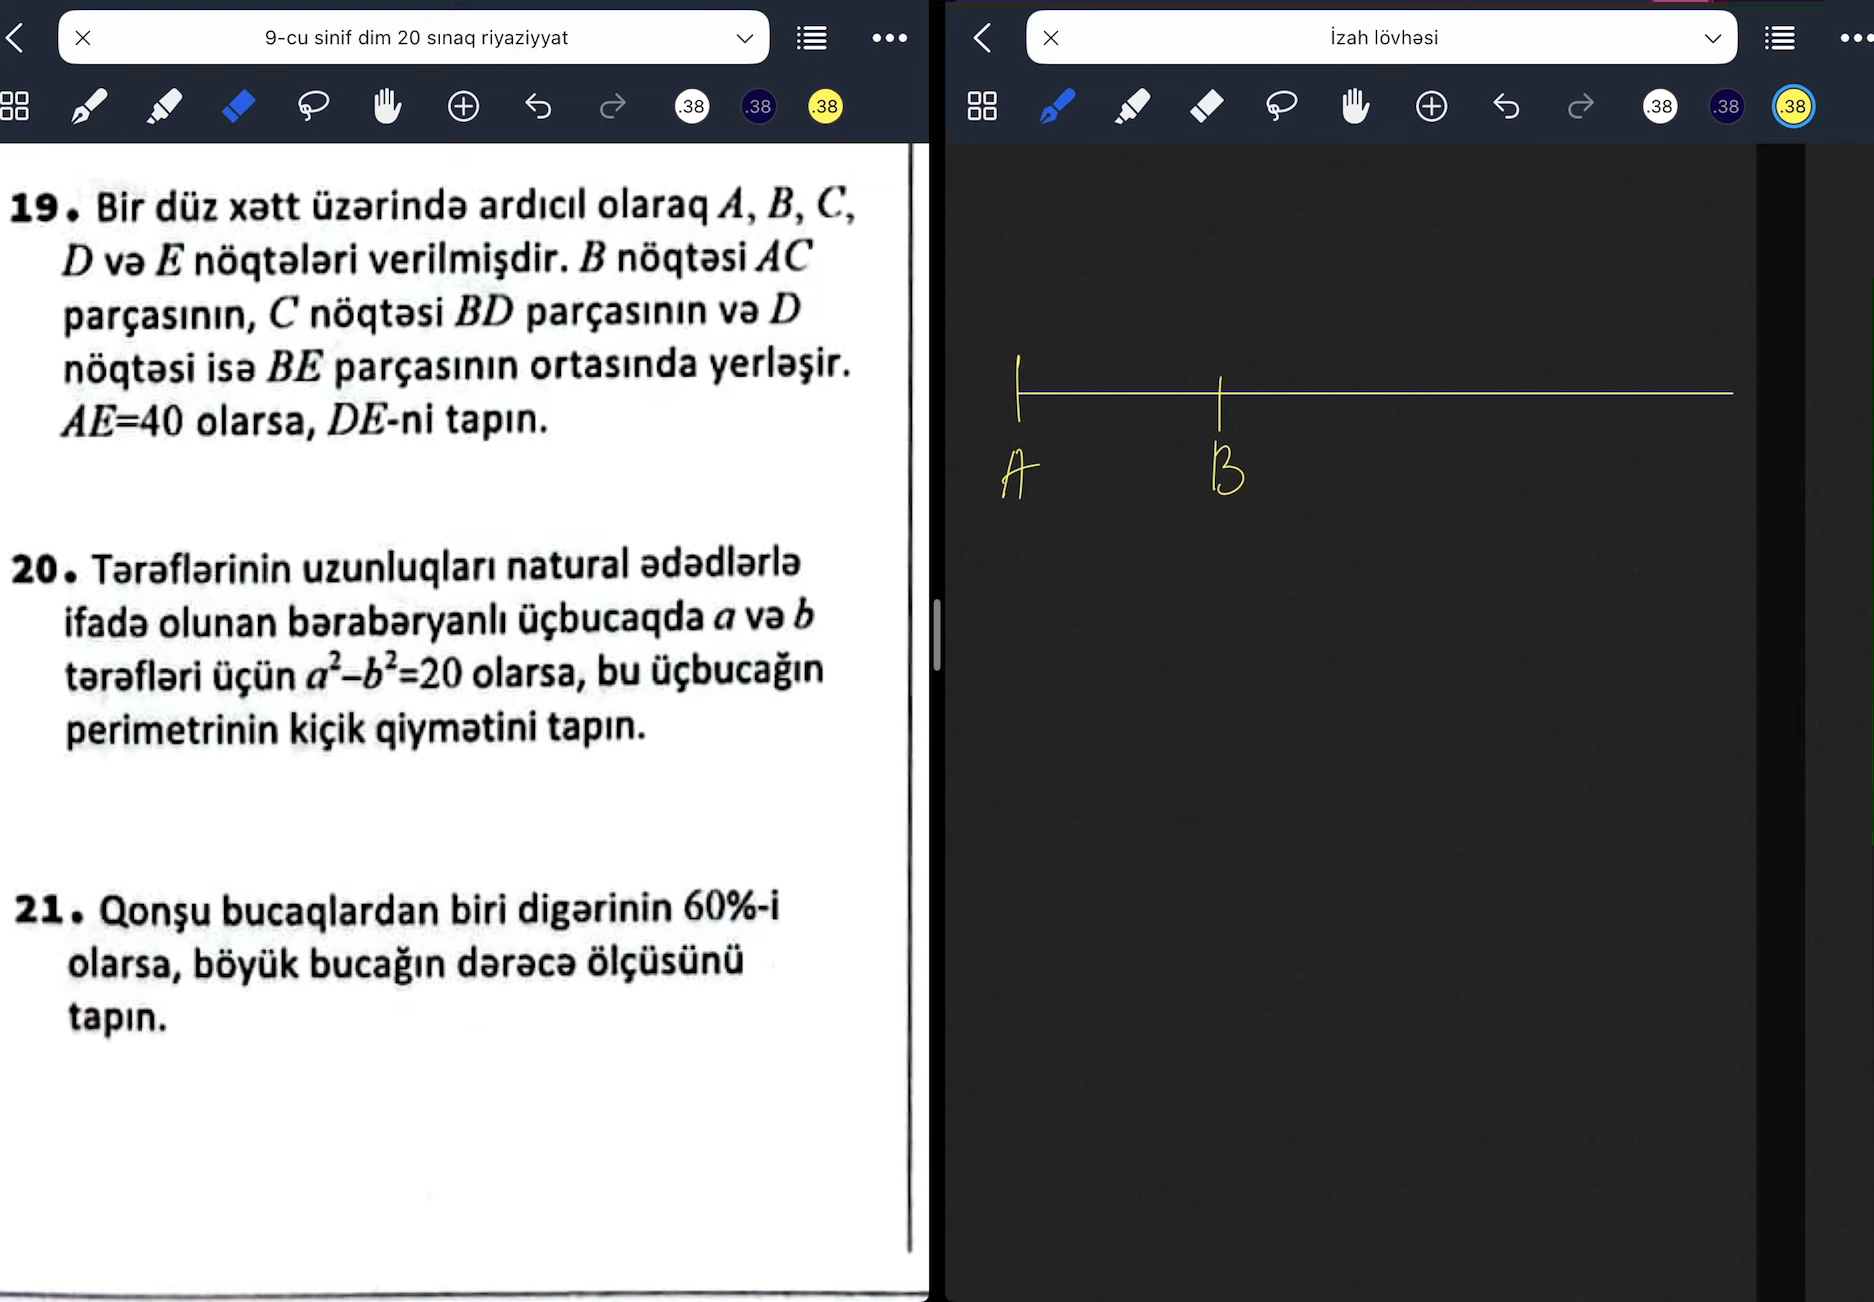 9-cu sinif dim 20 sınaq riyaziyyat
.38 .38 .38
19. Bir düz xətt üzərində ardıcıl olaraq A, B, C,
D və E nöqtələri verilmişdir. B nöqtəsi AC
parçasının, C nöqtəsi BD parçasının və D
nöqtəsi isə BE parçasının ortasında yerləşir.
AE=40 olarsa, DE-ni tapın.
20. Tərəflərinin uzunluqları natural ədədlərlə
ifadə olunan bərabəryanlı üçbucaqda a və b
tərəfləri üçün a²–b²=20 olarsa, bu üçbucağın
perimetrinin kiçik qiymətini tapın.
21. Qonşu bucaqlardan biri digərinin 60%-i
olarsa, böyük bucağın dərəcə ölçüsünü
tapın.
İzah lövhəsi
.38 .38 .38
A B